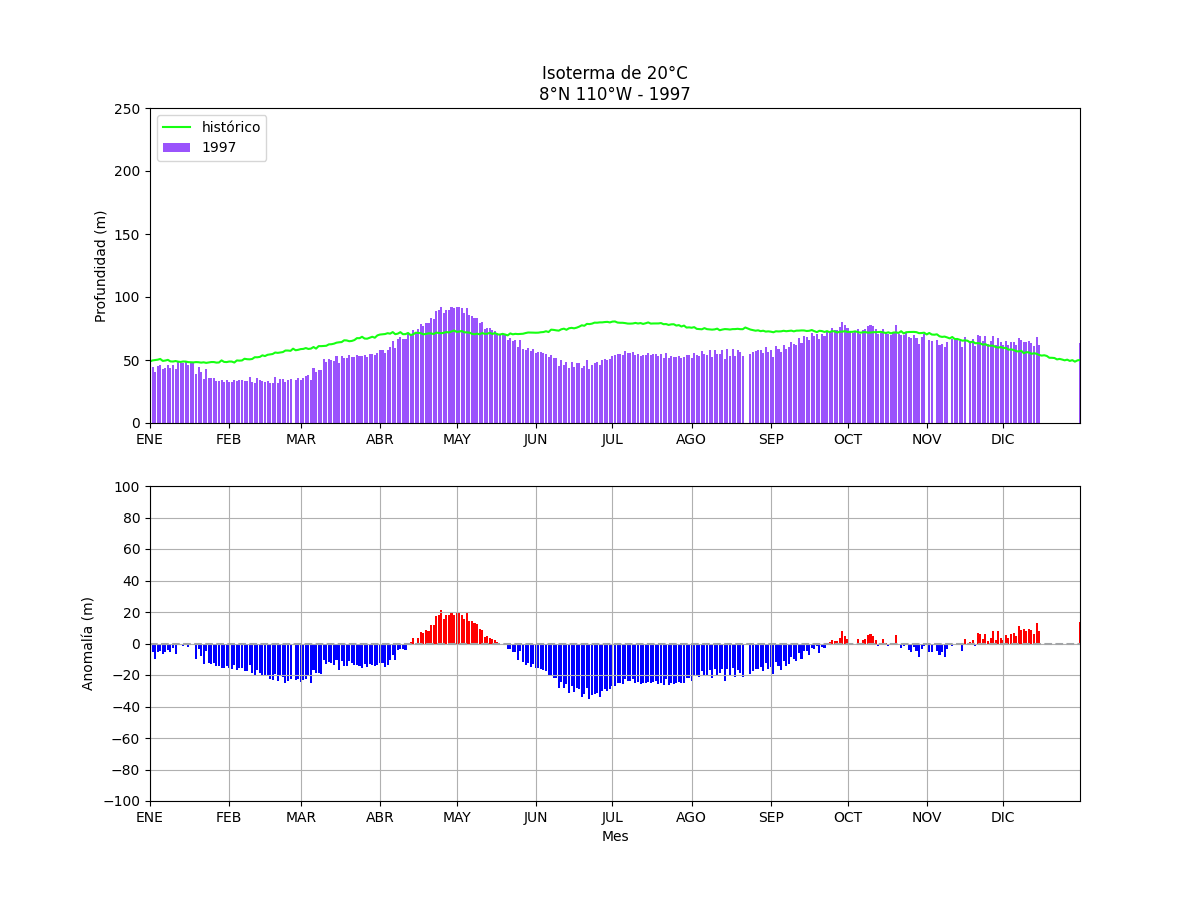 Isoterma de 20°C
8°N 110°W - 1997
250
200
150
100
50
0
Profundidad (m)
histórico
1997
ENE FEB MAR ABR MAY JUN JUL AGO SEP OCT NOV DIC
100
80
60
40
20
0
−20
−40
−60
−80
−100
Anomalía (m)
ENE FEB MAR ABR MAY JUN JUL AGO SEP OCT NOV DIC
Mes